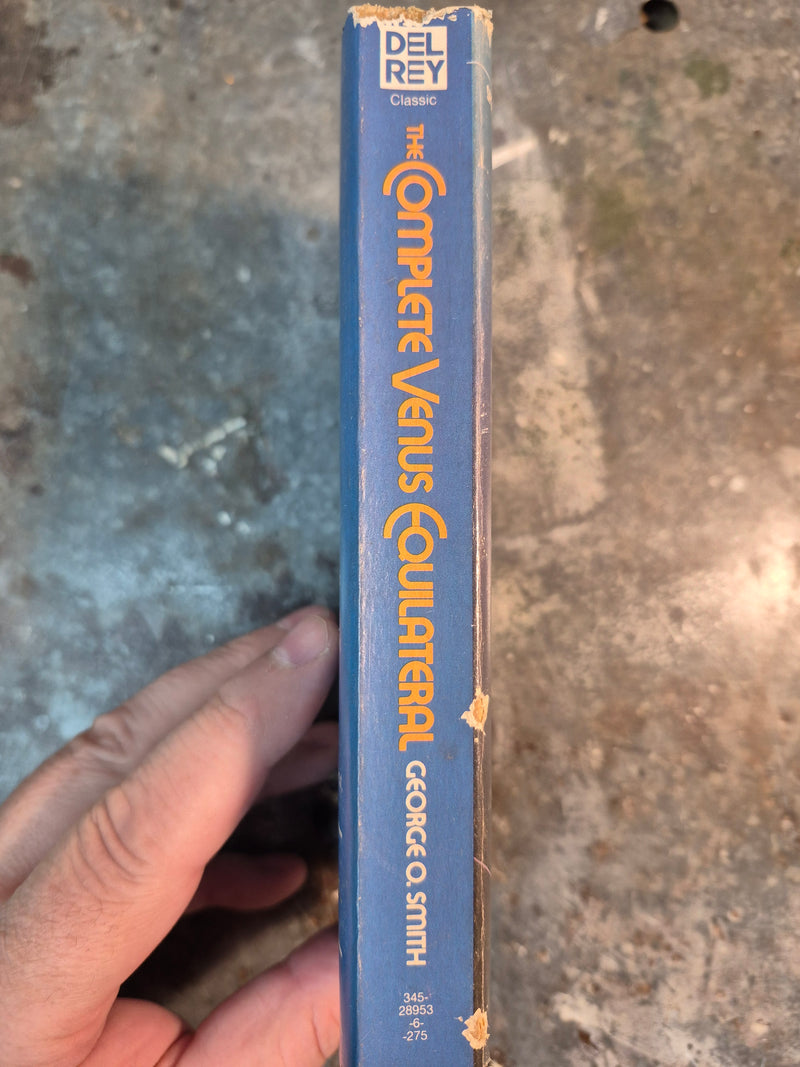 DEL
REY
Classic
THE COMPLETE VENUS EQUILATERAL GEORGE O. SMITH
345-
28953
-6-
-275